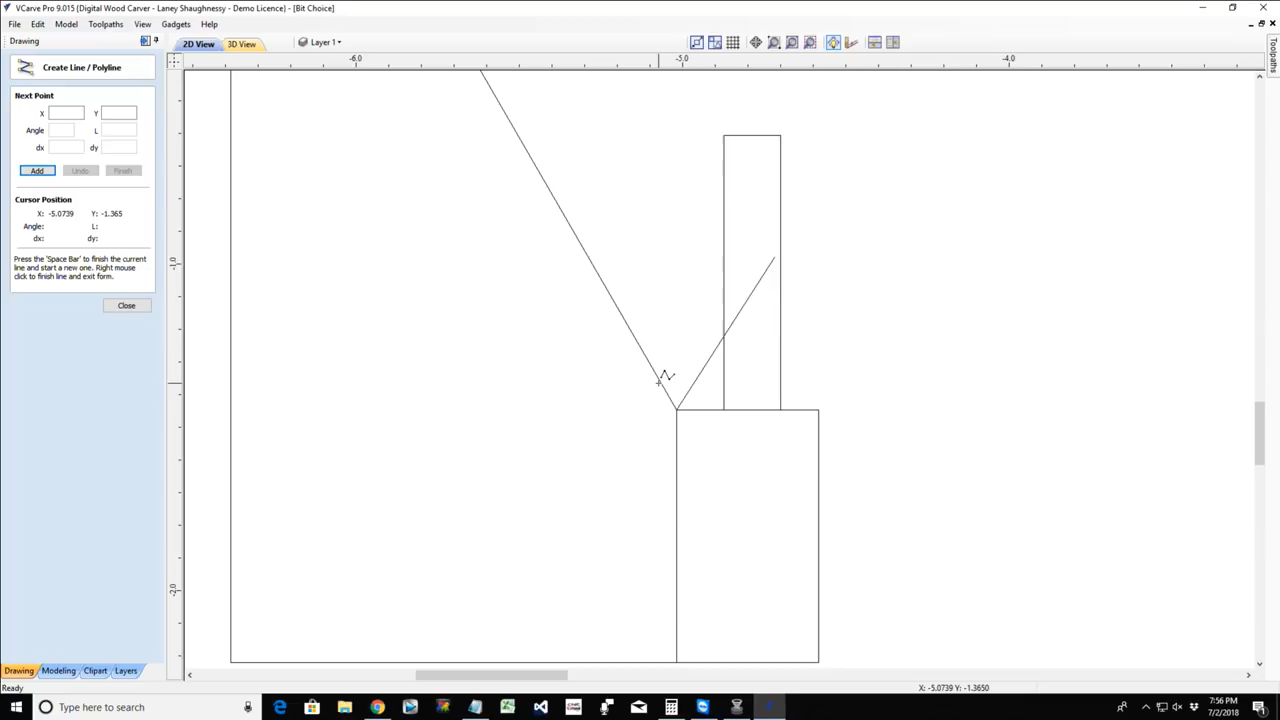 VCarve Pro 9.015 {Digital Wood Carver - Laney Shaughnessy - Demo Licence} - [Bit Choice]
File Edit Model Toolpaths View Gadgets Help
Drawing
2D View 3D View Layer 1
Create Line / Polyline
Next Point
X Y
Angle L
dx dy
Add Undo Finish
Cursor Position
X: -5.0739 Y: -1.365
Angle: L:
dx: dy:
Press the 'Space Bar' to finish the current
line and start a new one. Right mouse
click to finish line and exit form.
Close
-6.0 -5.0 -4.0
-1.0
-2.0
Toolpaths
Drawing Modeling Clipart Layers
Ready
X: -5.0739 Y: -1.3650
Type here to search
7:56 PM
7/2/2018